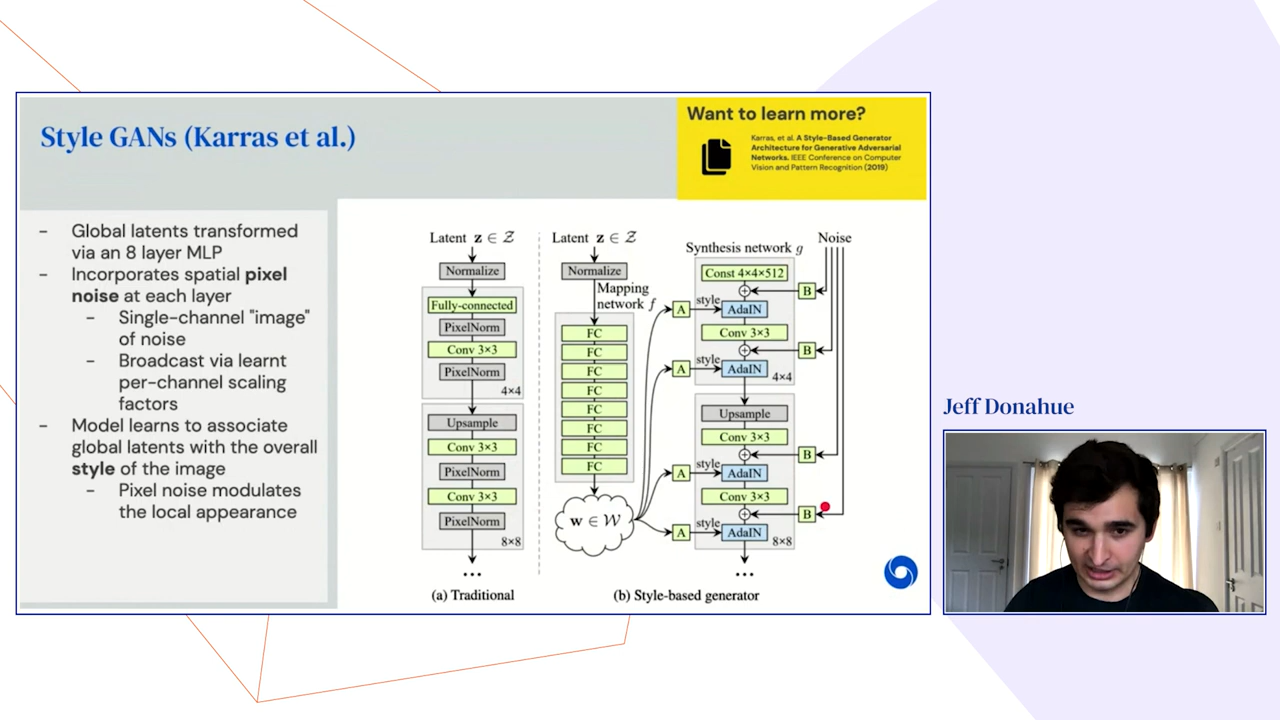 Style GANs (Karras et al.)
Want to learn more?
Karras, et al. A Style-Based Generator
Architecture for Generative Adversarial
Networks. IEEE Conference on Computer
Vision and Pattern Recognition (2019)
- Global latents transformed
via an 8 layer MLP
- Incorporates spatial pixel
noise at each layer
- Single-channel "image"
of noise
- Broadcast via learnt
per-channel scaling
factors
- Model learns to associate
global latents with the overall
style of the image
- Pixel noise modulates
the local appearance
Latent z ∈ Z
Normalize
Fully-connected
PixelNorm
Conv 3×3
PixelNorm
4×4
Upsample
Conv 3×3
PixelNorm
Conv 3×3
PixelNorm
8×8
...
(a) Traditional
Latent z ∈ Z
Normalize
Mapping
network f
FC
FC
FC
FC
FC
FC
FC
FC
w ∈ W
A
style
A
style
A
style
A
style
Synthesis network g
Const 4×4×512
AdaIN
Conv 3×3
AdaIN
4×4
Upsample
Conv 3×3
AdaIN
Conv 3×3
AdaIN
8×8
...
Noise
B
B
B
B
(b) Style-based generator
Jeff Donahue